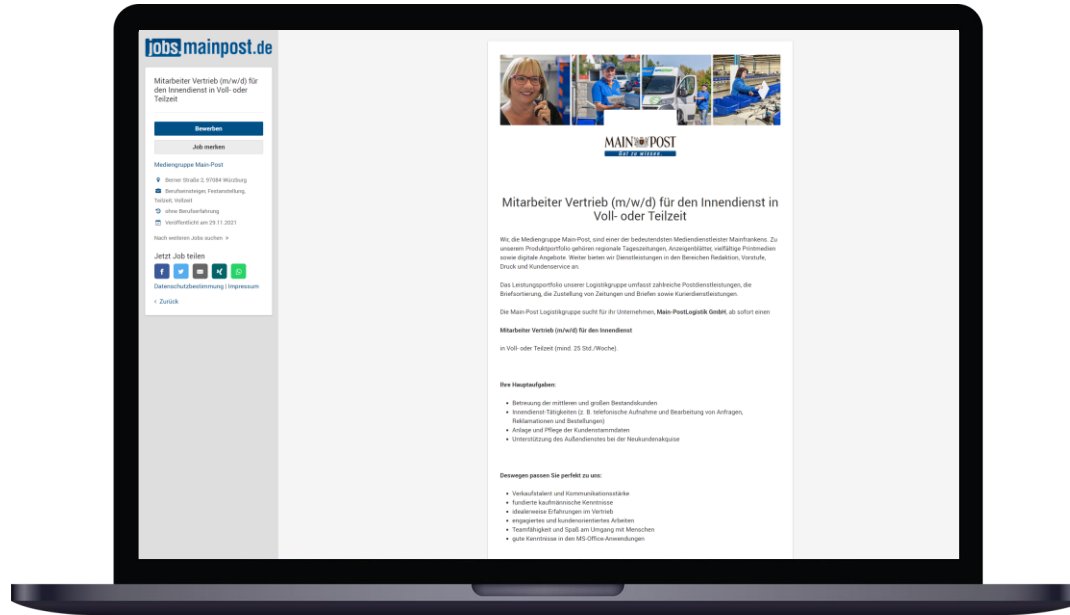 jobs.mainpost.de
Mitarbeiter Vertrieb (m/w/d) für
den Innendienst in Voll- oder
Teilzeit
Bewerben
Job merken
Mediengruppe Main-Post
Berner Straße 2, 97084 Würzburg
Berufseinsteiger, Festanstellung,
Teilzeit, Vollzeit
ohne Berufserfahrung
Veröffentlicht am 29.11.2021
Nach weiteren Jobs suchen »
Jetzt Job teilen
Datenschutzbestimmung | Impressum
‹ Zurück
MAIN POST
Gut zu wissen.
Mitarbeiter Vertrieb (m/w/d) für den Innendienst in
Voll- oder Teilzeit
Wir, die Mediengruppe Main-Post, sind einer der bedeutendsten Mediendienstleister Mainfrankens. Zu
unserem Produktportfolio gehören regionale Tageszeitungen, Anzeigenblätter, vielfältige Printmedien
sowie digitale Angebote. Weiter bieten wir Dienstleistungen in den Bereichen Redaktion, Vorstufe,
Druck und Kundenservice an.
Das Leistungsportfolio unserer Logistikgruppe umfasst zahlreiche Postdienstleistungen, die
Briefsortierung, die Zustellung von Zeitungen und Briefen sowie Kurierdienstleistungen.
Die Main-Post Logistikgruppe sucht für ihr Unternehmen, Main-PostLogistik GmbH, ab sofort einen
Mitarbeiter Vertrieb (m/w/d) für den Innendienst
in Voll- oder Teilzeit (mind. 25 Std./Woche).
Ihre Hauptaufgaben:
• Betreuung der mittleren und großen Bestandskunden
• Innendienst-Tätigkeiten (z. B. telefonische Aufnahme und Bearbeitung von Anfragen,
Reklamationen und Bestellungen)
• Anlage und Pflege der Kundenstammdaten
• Unterstützung des Außendienstes bei der Neukundenakquise
Deswegen passen Sie perfekt zu uns:
• Verkaufstalent und Kommunikationsstärke
• fundierte kaufmännische Kenntnisse
• idealerweise Erfahrungen im Vertrieb
• engagiertes und kundenorientiertes Arbeiten
• Teamfähigkeit und Spaß am Umgang mit Menschen
• gute Kenntnisse in den MS-Office-Anwendungen